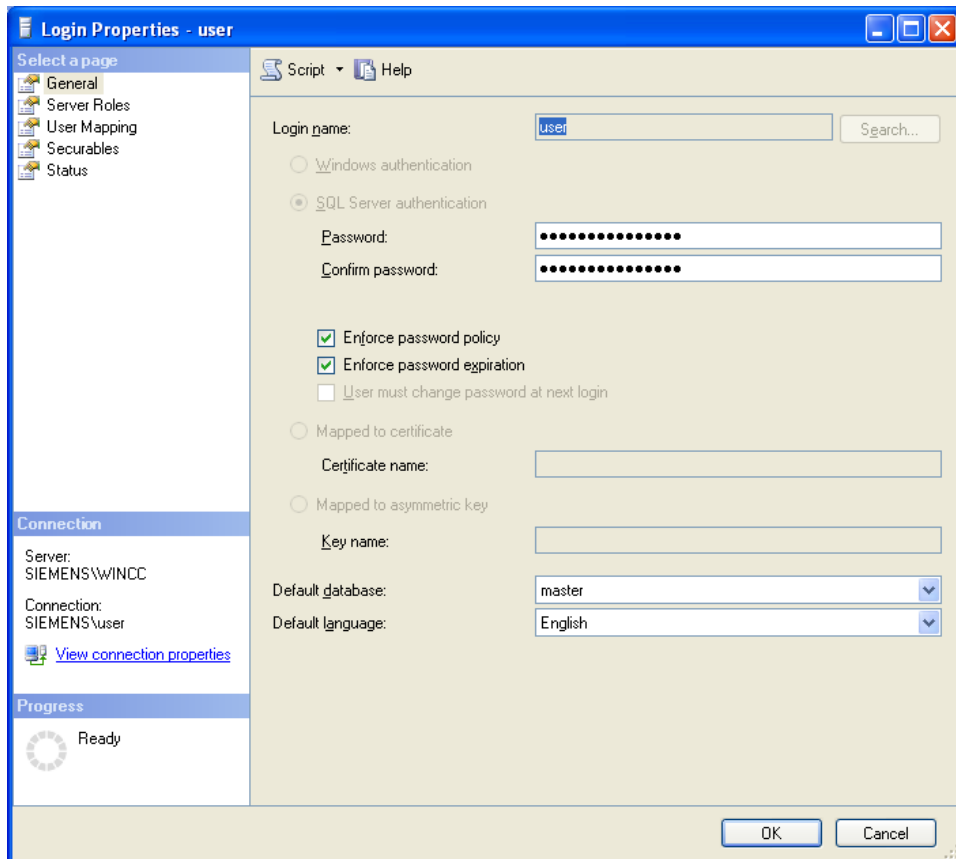 Login Properties - user
Select a page
General
Server Roles
User Mapping
Securables
Status
Script Help
Login name: user Search...
Windows authentication
SQL Server authentication
Password: ●●●●●●●●●●●●●●●
Confirm password: ●●●●●●●●●●●●●●●
Enforce password policy
Enforce password expiration
User must change password at next login
Mapped to certificate
Certificate name:
Mapped to asymmetric key
Key name:
Default database: master
Default language: English
Connection
Server:
SIEMENS\WINCC
Connection:
SIEMENS\user
View connection properties
Progress
Ready
OK Cancel